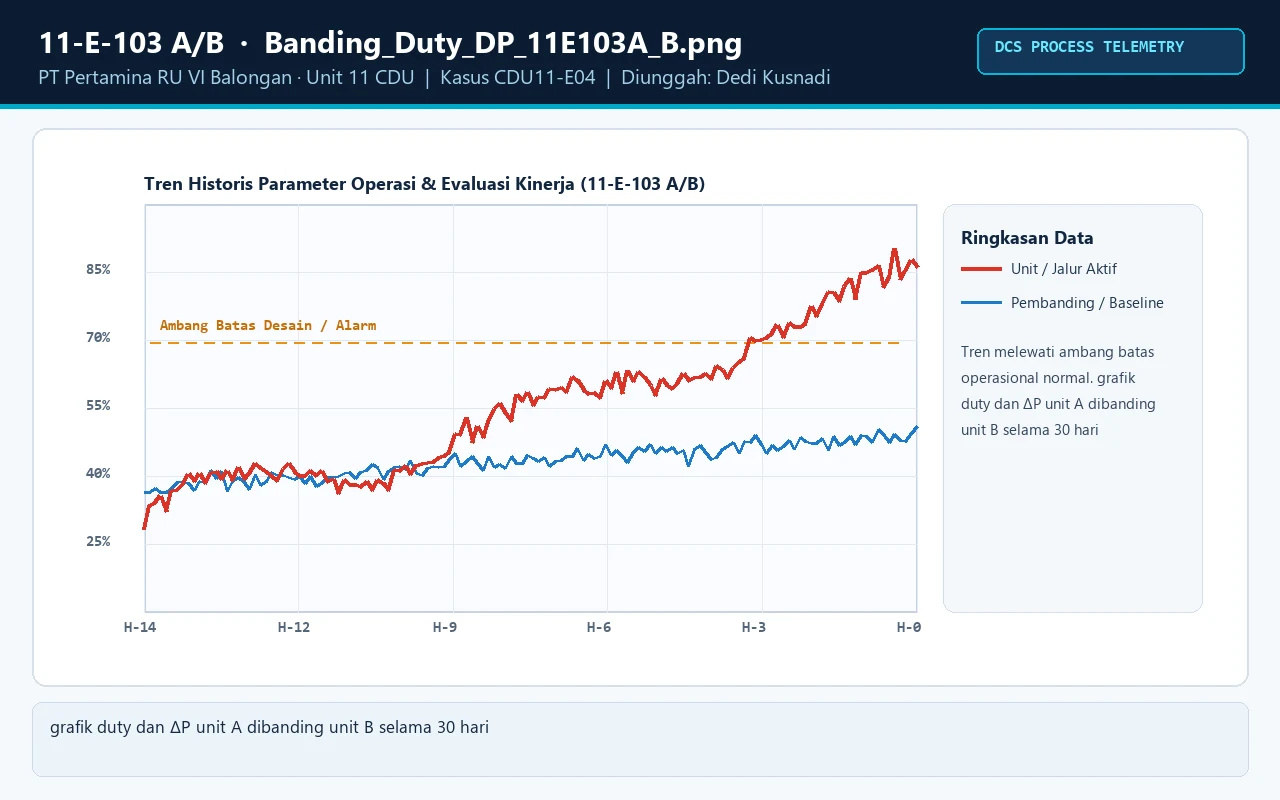 11-E-103 A/B · Banding_Duty_DP_11E103A_B.png
PT Pertamina RU VI Balongan · Unit 11 CDU | Kasus CDU11-E04 | Diunggah: Dedi Kusnadi
DCS PROCESS TELEMETRY
Tren Historis Parameter Operasi & Evaluasi Kinerja (11-E-103 A/B)
85%
70%
55%
40%
25%
Ambang Batas Desain / Alarm
H-14
H-12
H-9
H-6
H-3
H-0
Ringkasan Data
Unit / Jalur Aktif
Pembanding / Baseline
Tren melewati ambang batas
operasional normal. grafik
duty dan ΔP unit A dibanding
unit B selama 30 hari
grafik duty dan ΔP unit A dibanding unit B selama 30 hari